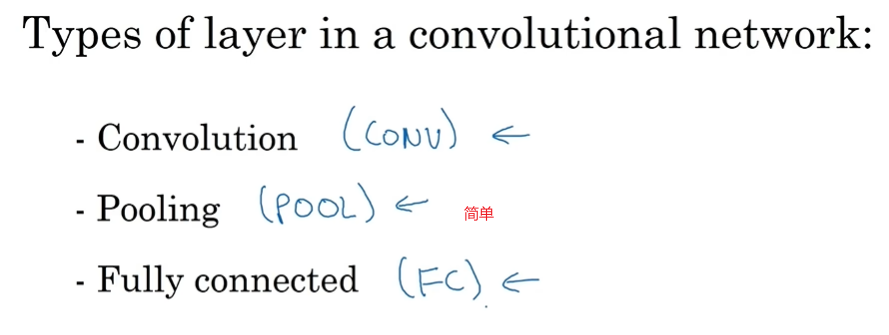 Types of layer in a convolutional network:
- Convolution (CONV) ←
- Pooling (POOL) ← 简单
- Fully connected (FC) ←